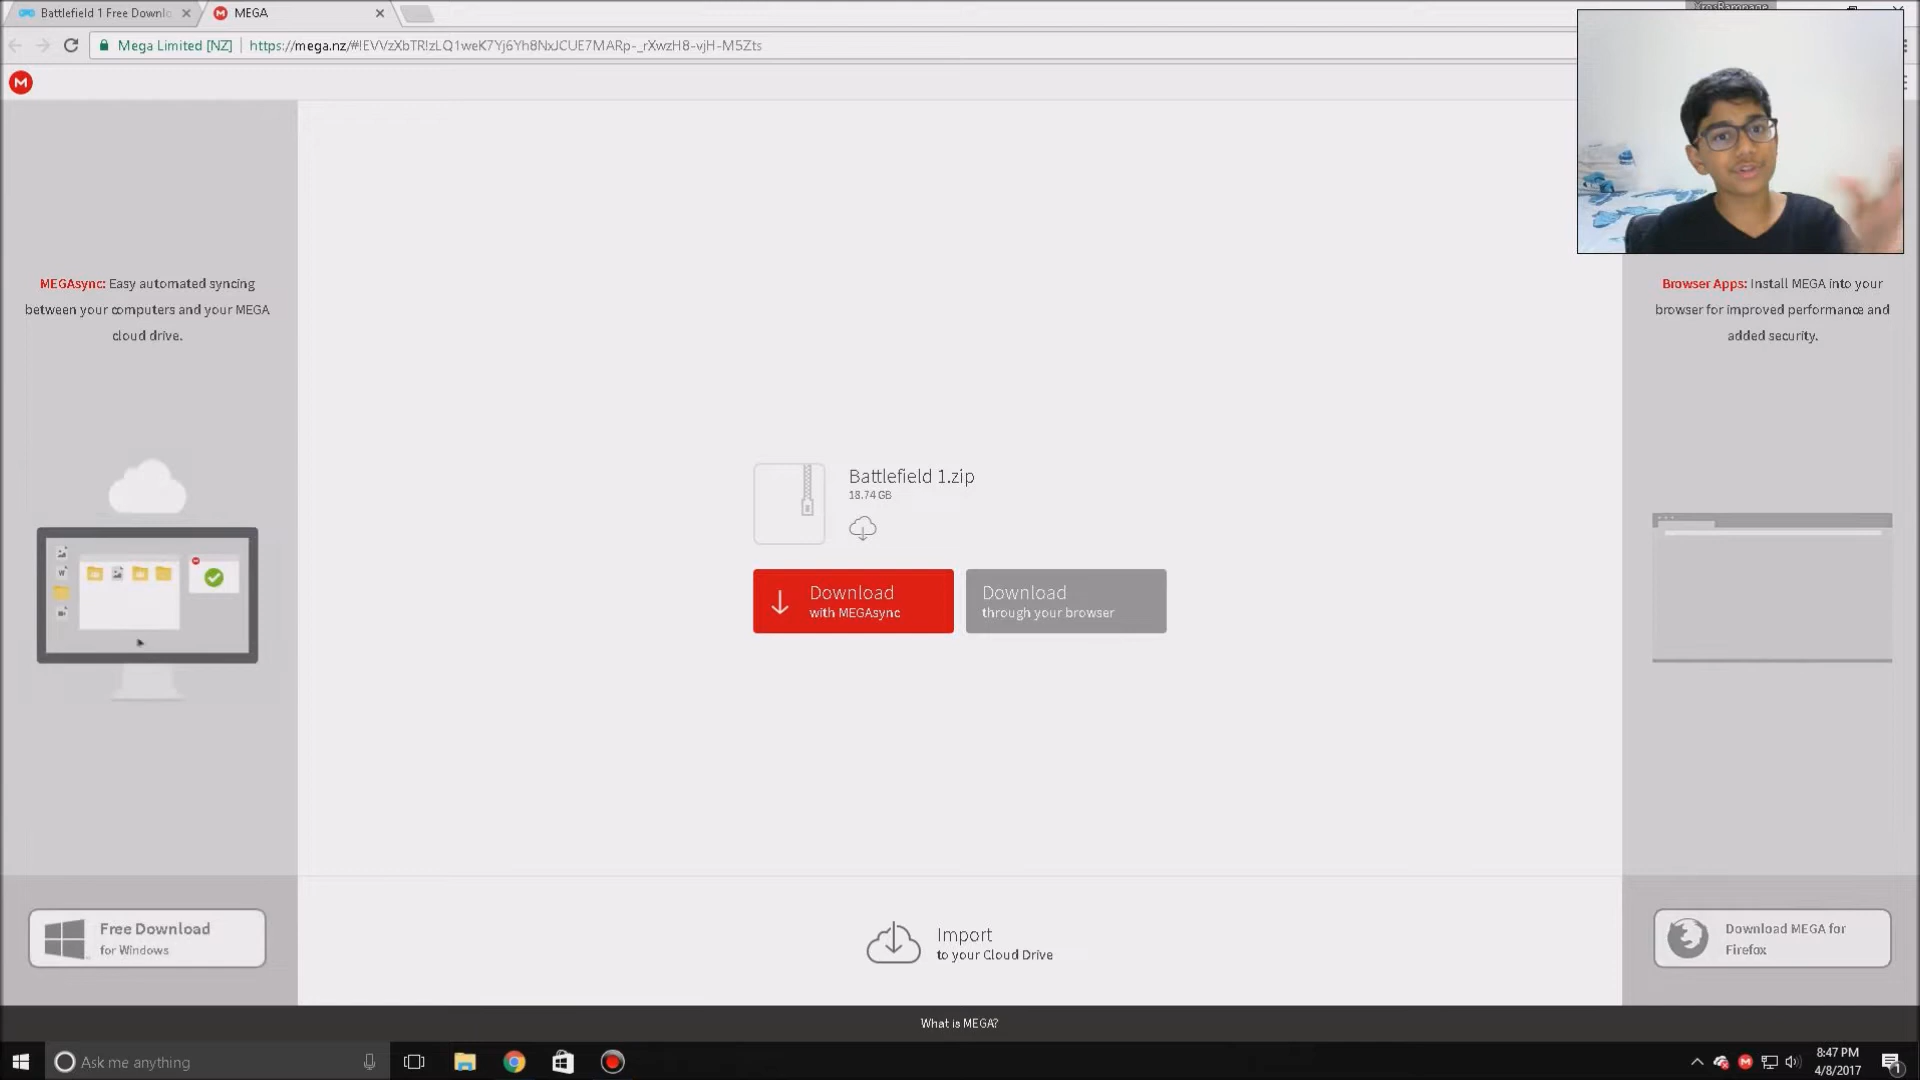 Battlefield 1 Free Downlo
MEGA
XrosRampage
Mega Limited [NZ]
https://mega.nz/#!EVVzXbTR!zLQ1weK7Yj6Yh8NxJCUE7MARp-_rXwzH8-vjH-M5Zts
MEGAsync: Easy automated syncing
between your computers and your MEGA
cloud drive.
Browser Apps: Install MEGA into your
browser for improved performance and
added security.
Battlefield 1.zip
18.74 GB
Download
with MEGAsync
Download
through your browser
Free Download
for Windows
Import
to your Cloud Drive
Download MEGA for
Firefox
What is MEGA?
Ask me anything
8:47 PM
4/8/2017
1